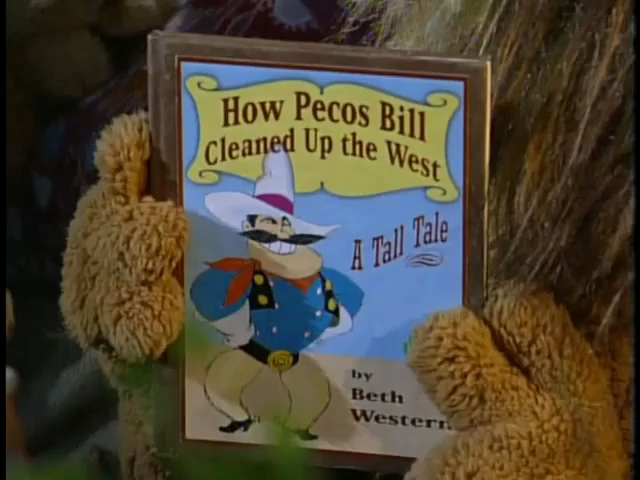 How Pecos Bill
Cleaned Up the West
A Tall Tale
by
Beth
Western